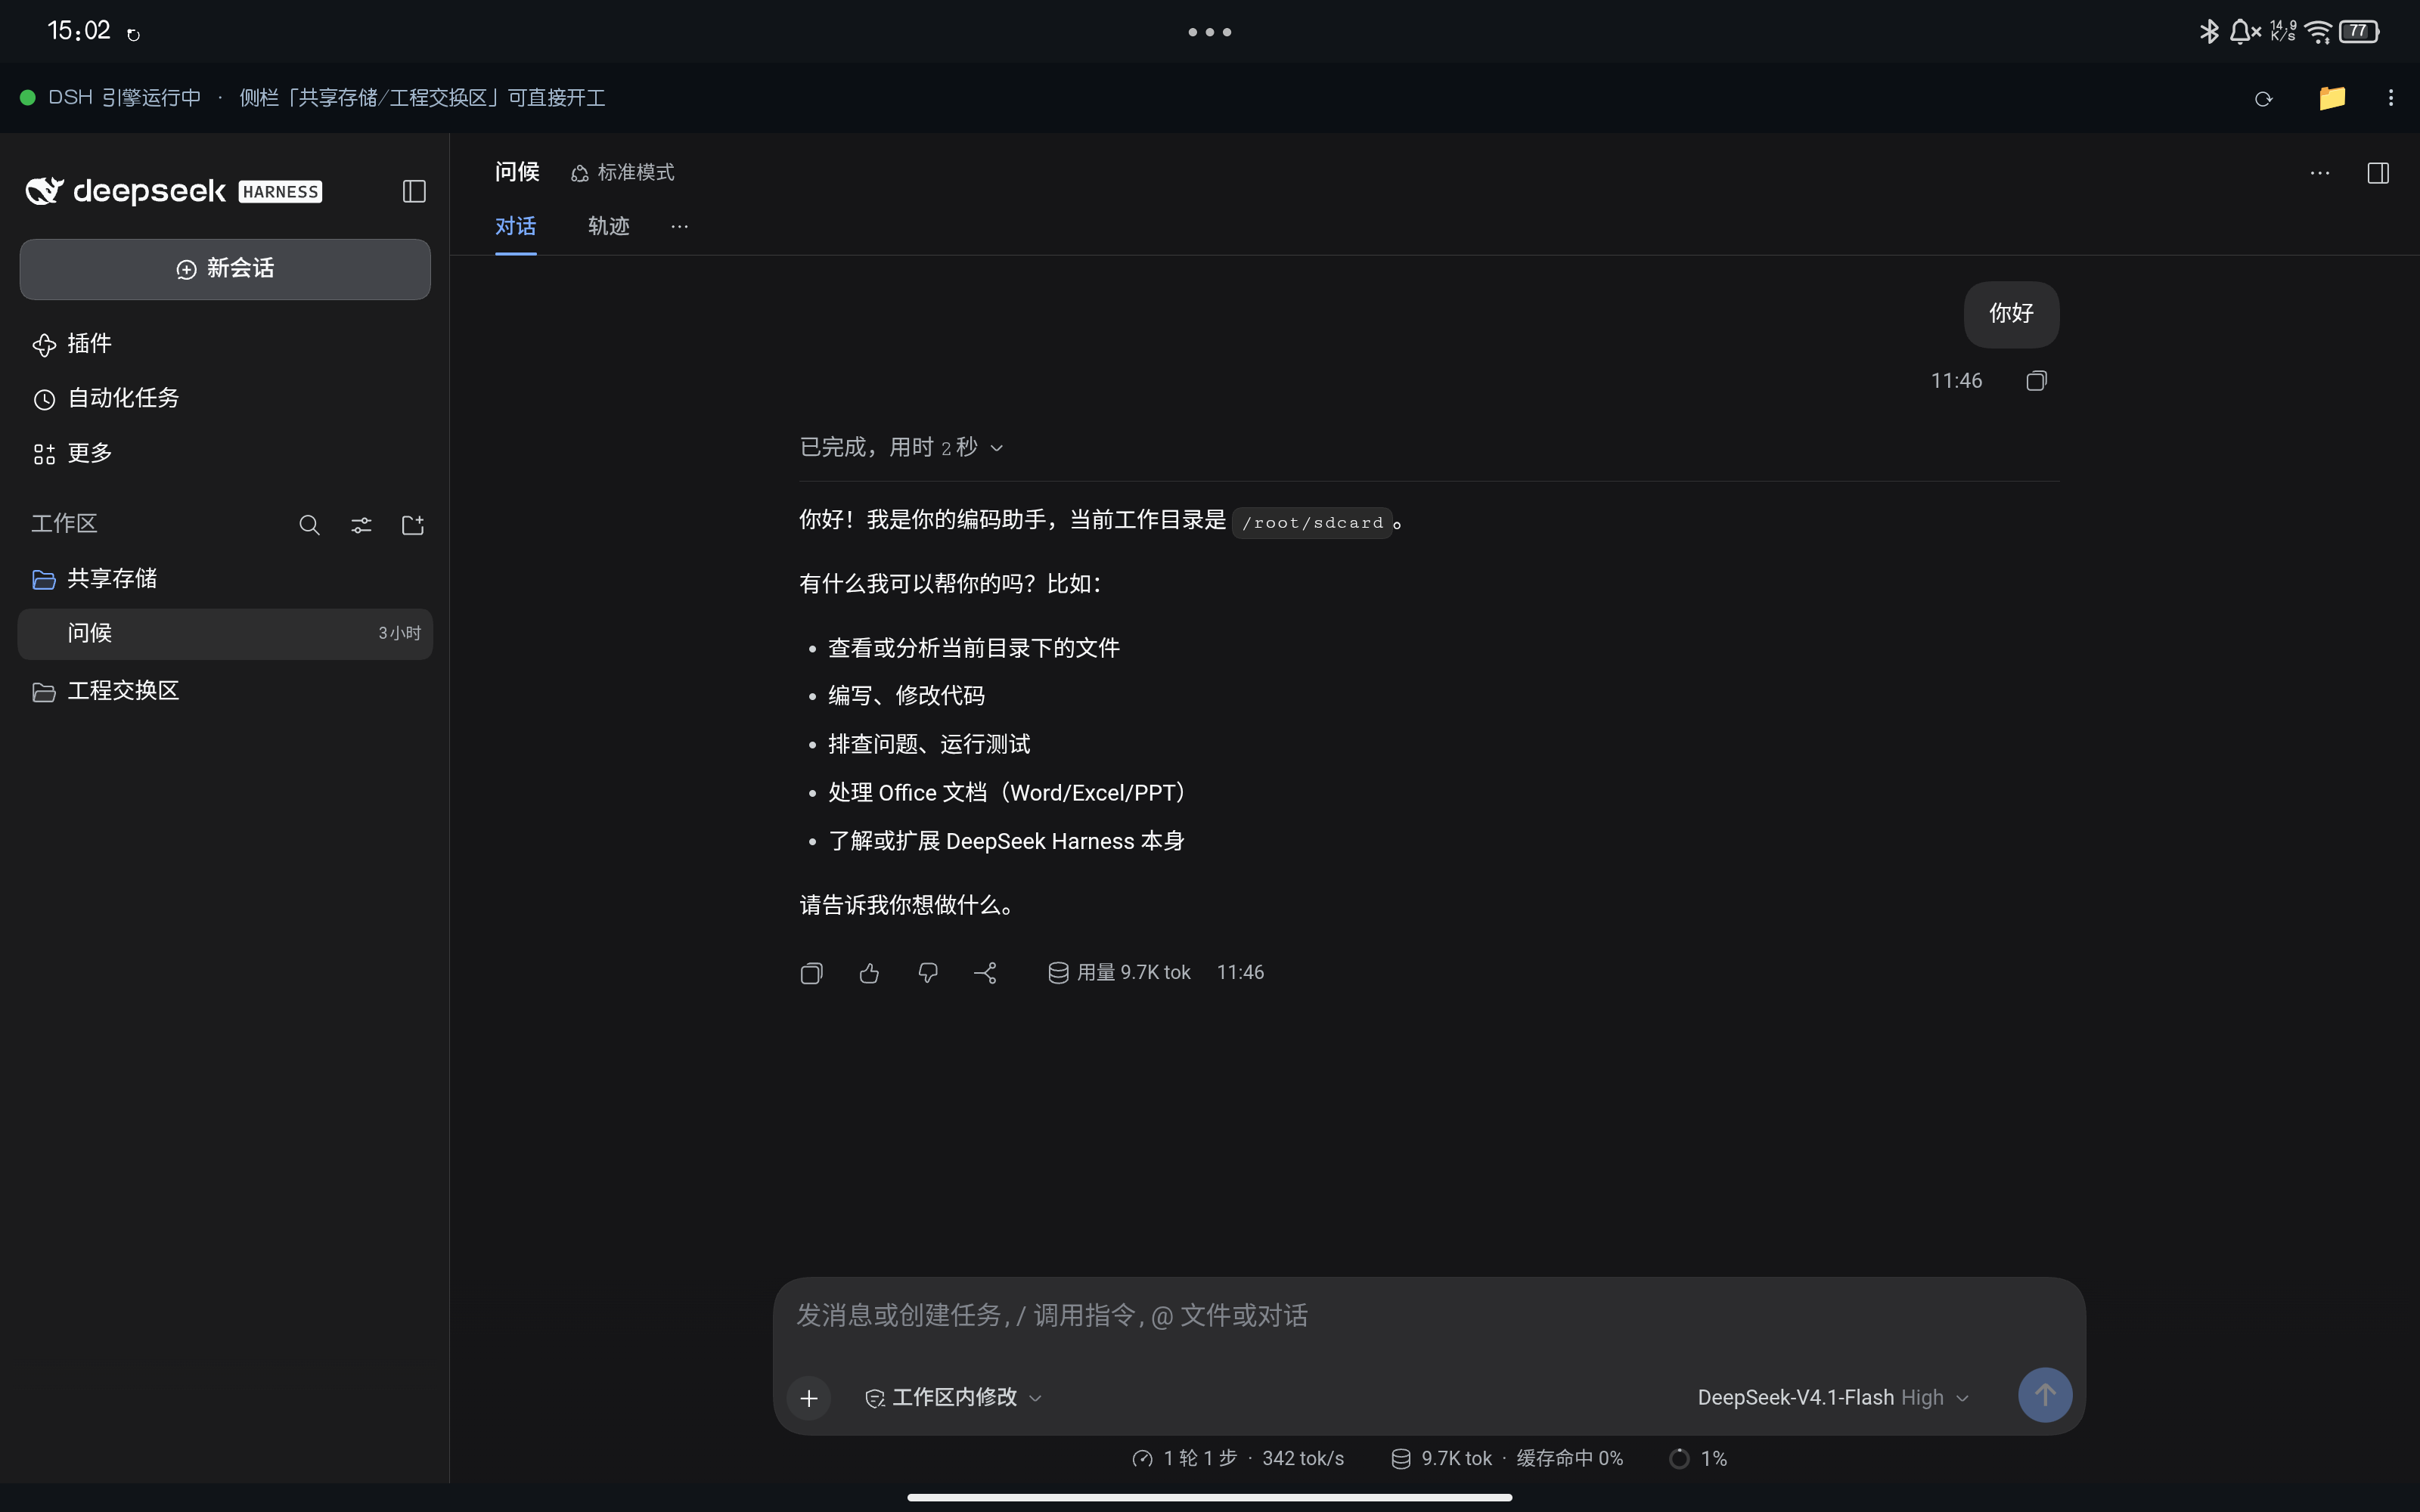 15:02
14.9
K/s
77
DSH 引擎运行中 · 侧栏「共享存储/工程交换区」可直接开工
deepseek HARNESS
新会话
插件
自动化任务
更多
工作区
共享存储
问候 3小时
工程交换区
问候 标准模式
对话 轨迹 ...
你好
11:46
已完成，用时 2 秒
你好！我是你的编码助手，当前工作目录是 /root/sdcard。
有什么我可以帮你的吗？比如：
• 查看或分析当前目录下的文件
• 编写、修改代码
• 排查问题、运行测试
• 处理 Office 文档（Word/Excel/PPT）
• 了解或扩展 DeepSeek Harness 本身
请告诉我你想做什么。
用量 9.7K tok 11:46
发消息或创建任务, / 调用指令, @ 文件或对话
工作区内修改 DeepSeek-V4.1-Flash High
1 轮 1 步 · 342 tok/s 9.7K tok · 缓存命中 0% 1%